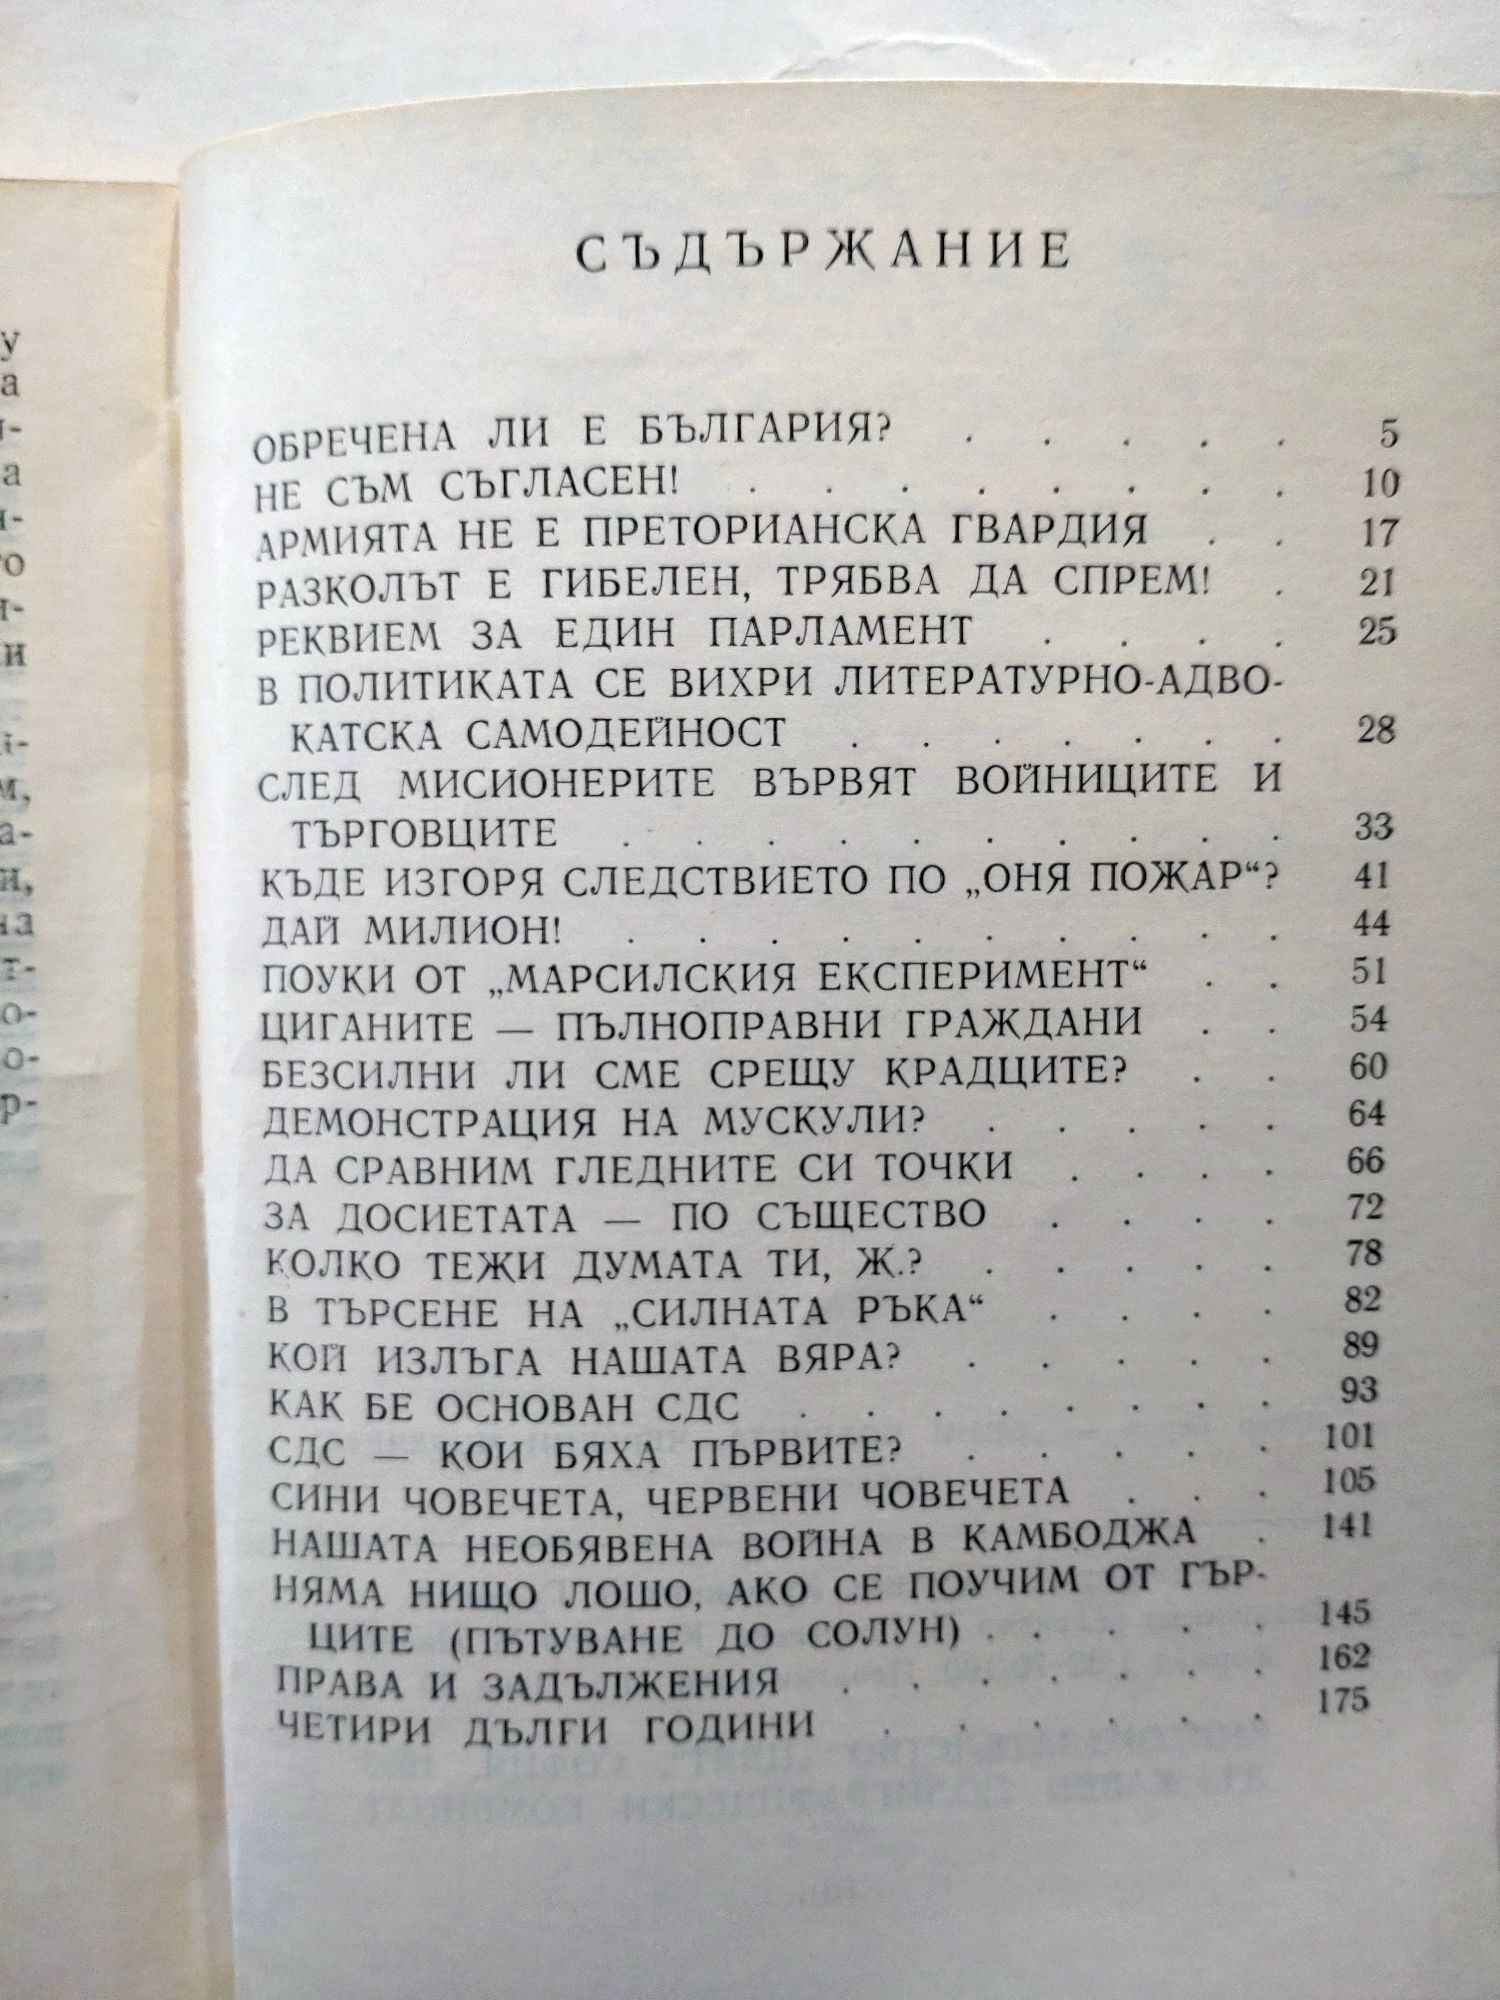 СЪДЪРЖАНИЕ
ОБРЕЧЕНА ЛИ Е БЪЛГАРИЯ? . . . . . 5
НЕ СЪМ СЪГЛАСЕН! . . . . . . . . 10
АРМИЯТА НЕ Е ПРЕТОРИАНСКА ГВАРДИЯ . . 17
РАЗКОЛЪТ Е ГИБЕЛЕН, ТРЯБВА ДА СПРЕМ! . 21
РЕКВИЕМ ЗА ЕДИН ПАРЛАМЕНТ . . . . 25
В ПОЛИТИКАТА СЕ ВИХРИ ЛИТЕРАТУРНО-АДВО-
КАТСКА САМОДЕЙНОСТ . . . . . . . 28
СЛЕД МИСИОНЕРИТЕ ВЪРВЯТ ВОЙНИЦИТЕ И
ТЪРГОВЦИТЕ . . . . . . . . . . 33
КЪДЕ ИЗГОРЯ СЛЕДСТВИЕТО ПО „ОНЯ ПОЖАР“? 41
ДАЙ МИЛИОН! . . . . . . . . . . 44
ПОУКИ ОТ „МАРСИЛСКИЯ ЕКСПЕРИМЕНТ“ . . 51
ЦИГАНИТЕ — ПЪЛНОПРАВНИ ГРАЖДАНИ . . 54
БЕЗСИЛНИ ЛИ СМЕ СРЕЩУ КРАДЦИТЕ? . . 60
ДЕМОНСТРАЦИЯ НА МУСКУЛИ? . . . . . 64
ДА СРАВНИМ ГЛЕДНИТЕ СИ ТОЧКИ . . . . 66
ЗА ДОСИЕТАТА — ПО СЪЩЕСТВО . . . . 72
КОЛКО ТЕЖИ ДУМАТА ТИ, Ж.? . . . . . 78
В ТЪРСЕНЕ НА „СИЛНАТА РЪКА“ . . . . 82
КОЙ ИЗЛЪГА НАШАТА ВЯРА? . . . . . 89
КАК БЕ ОСНОВАН СДС . . . . . . . . 93
СДС — КОИ БЯХА ПЪРВИТЕ? . . . . . 101
СИНИ ЧОВЕЧЕТА, ЧЕРВЕНИ ЧОВЕЧЕТА . . . 105
НАШАТА НЕОБЯВЕНА ВОЙНА В КАМБОДЖА . 141
НЯМА НИЩО ЛОШО, АКО СЕ ПОУЧИМ ОТ ГЪР-
ЦИТЕ (ПЪТУВАНЕ ДО СОЛУН) . . . . . 145
ПРАВА И ЗАДЪЛЖЕНИЯ . . . . . . . 162
ЧЕТИРИ ДЪЛГИ ГОДИНИ . . . . . . 175